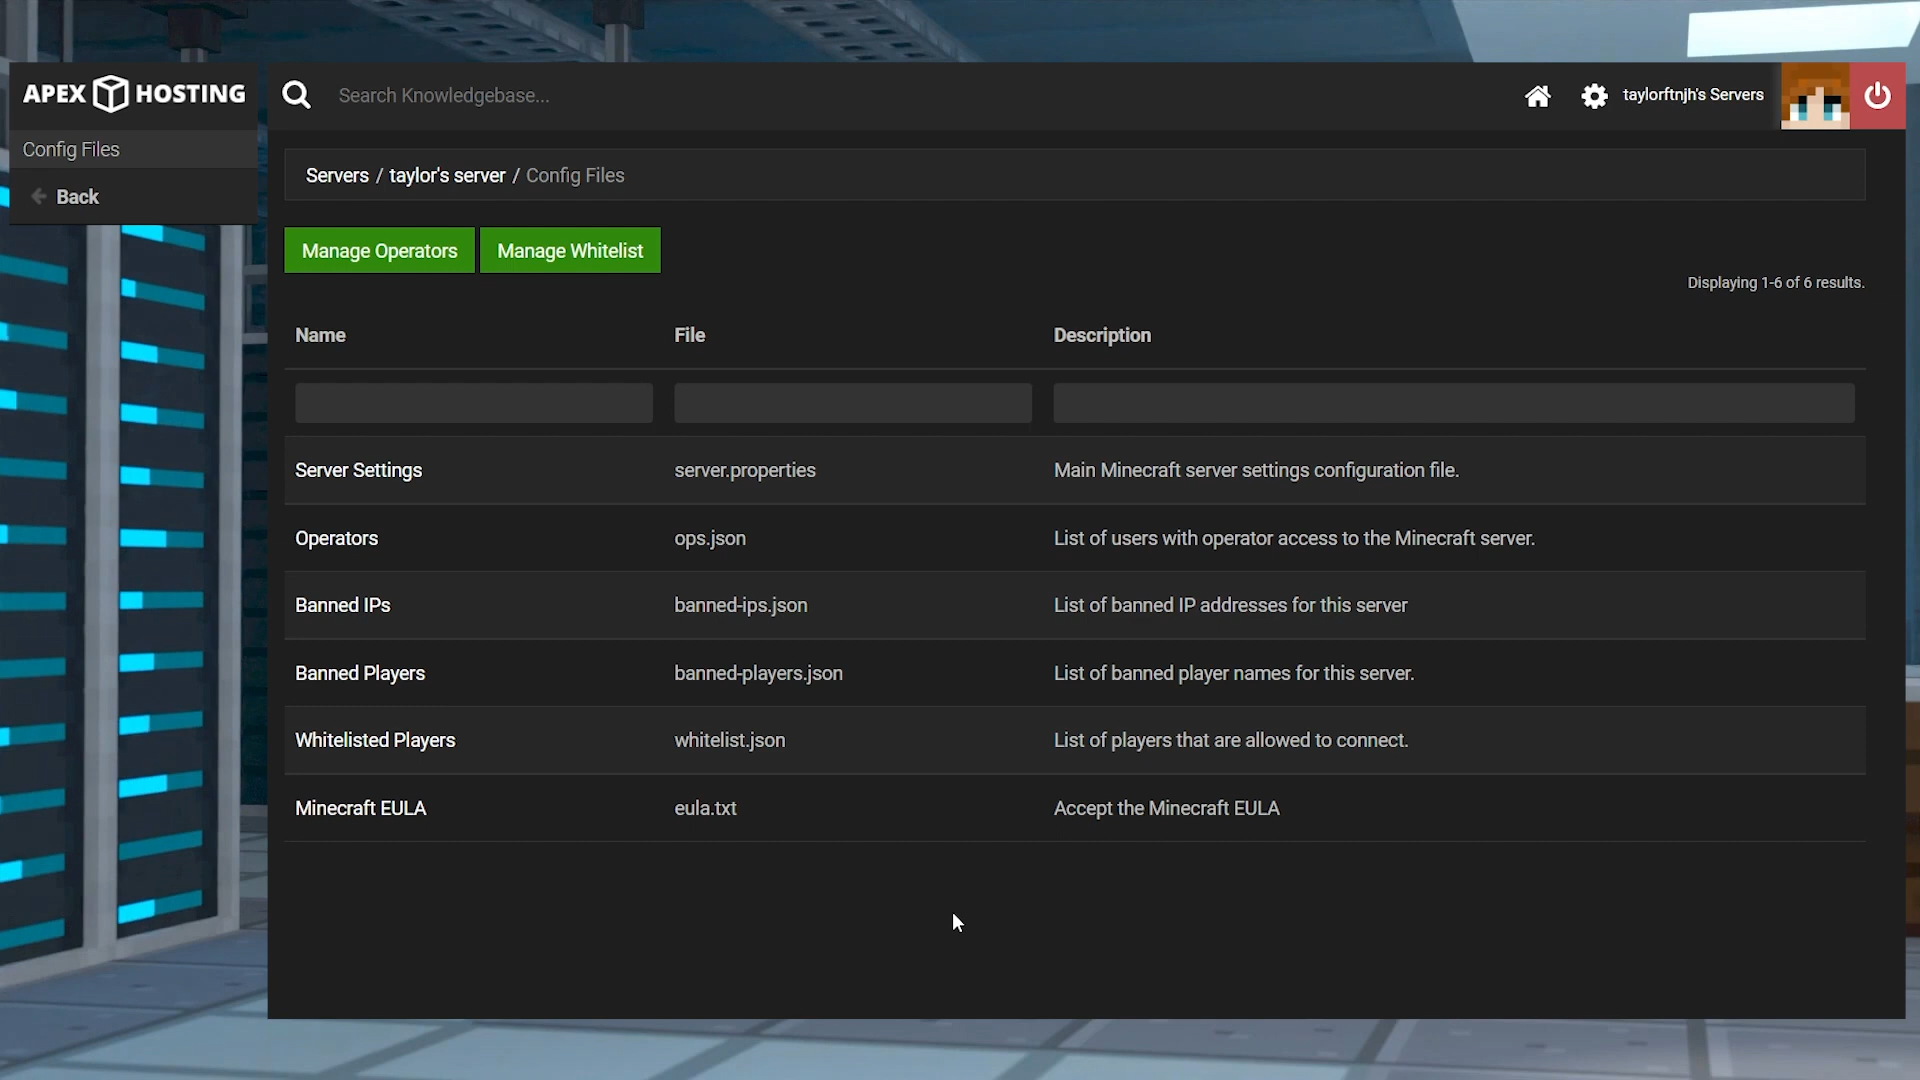 APEX HOSTING
Search Knowledgebase...
taylorftnjh's Servers
Config Files
Back
Servers / taylor's server / Config Files
Manage Operators
Manage Whitelist
Displaying 1-6 of 6 results.
Name File Description
Server Settings server.properties Main Minecraft server settings configuration file.
Operators ops.json List of users with operator access to the Minecraft server.
Banned IPs banned-ips.json List of banned IP addresses for this server
Banned Players banned-players.json List of banned player names for this server.
Whitelisted Players whitelist.json List of players that are allowed to connect.
Minecraft EULA eula.txt Accept the Minecraft EULA